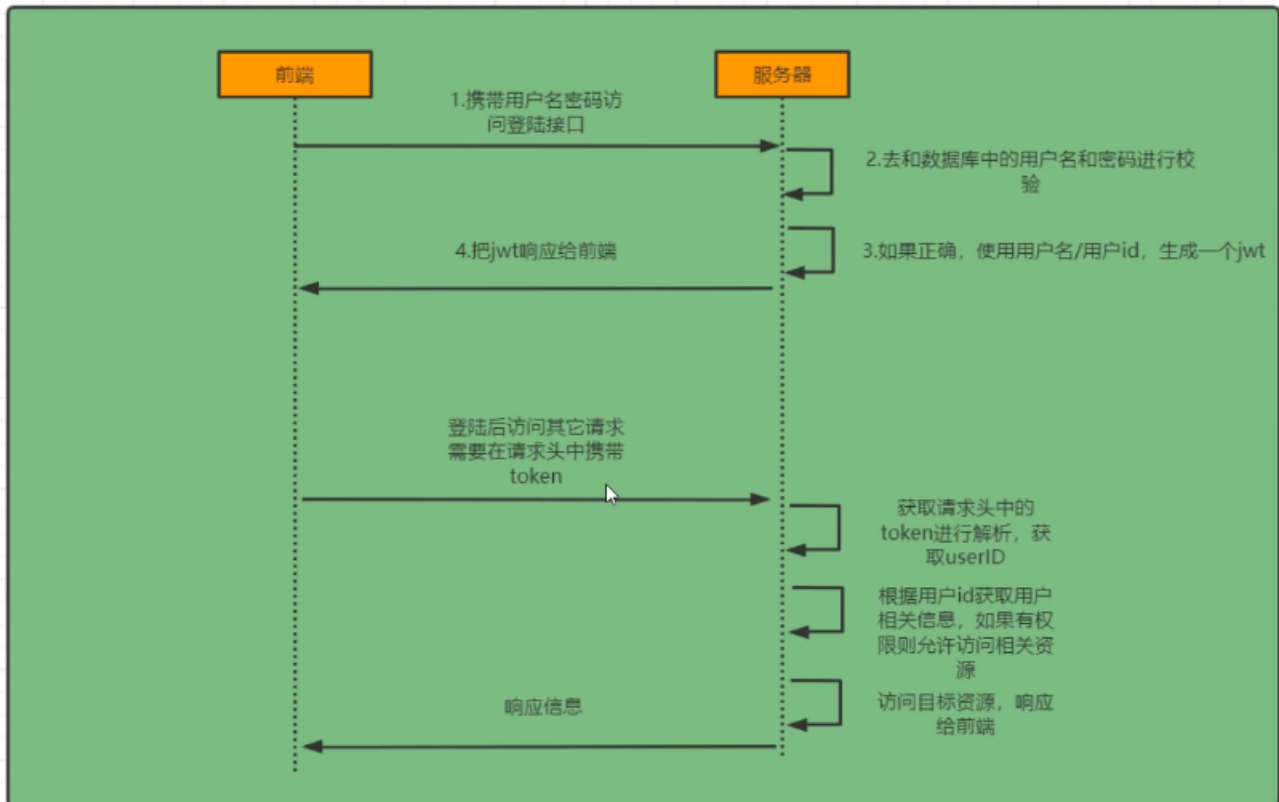 前端
服务器
1.携带用户名密码访
问登陆接口
2.去和数据库中的用户名和密码进行校
验
4.把jwt响应给前端
3.如果正确，使用用户名/用户id，生成一个jwt
登陆后访问其它请求
需要在请求头中携带
token
获取请求头中的
token进行解析，获
取userID
根据用户id获取用户
相关信息，如果有权
限则允许访问相关资
源
响应信息
访问目标资源，响应
给前端